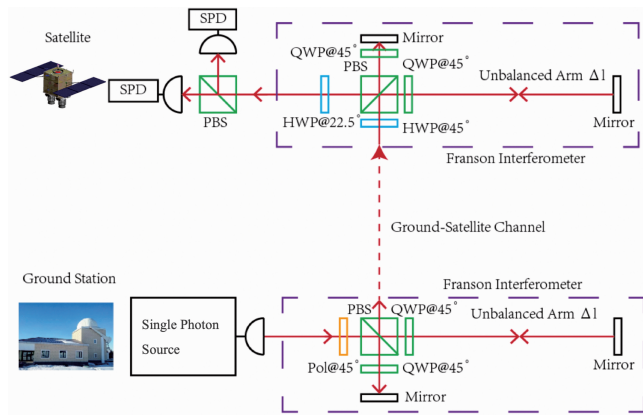 Satellite
SPD
SPD
PBS
Mirror
QWP@45°
PBS
QWP@45°
Unbalanced Arm Δl
HWP@22.5°
HWP@45°
Mirror
Franson Interferometer
Ground-Satellite Channel
Ground Station
Franson Interferometer
Single Photon
Source
PBS
QWP@45°
Unbalanced Arm Δl
Pol@45°
QWP@45°
Mirror
Mirror